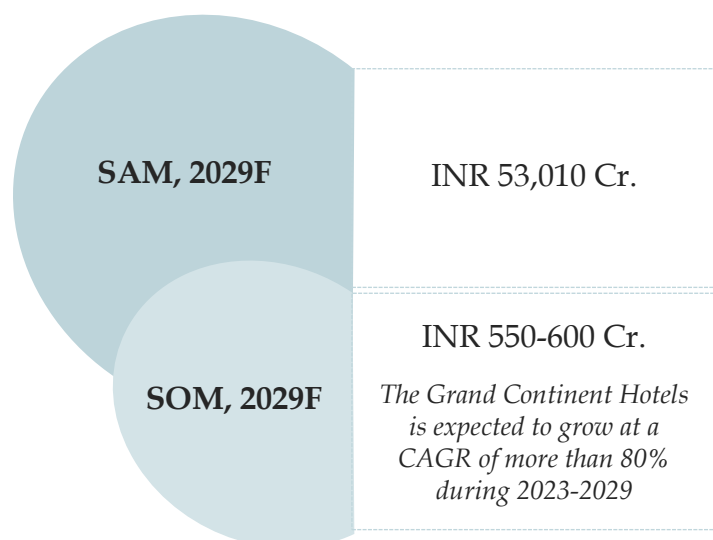 SAM, 2029F
INR 53,010 Cr.
SOM, 2029F
INR 550-600 Cr.
The Grand Continent Hotels
is expected to grow at a
CAGR of more than 80%
during 2023-2029